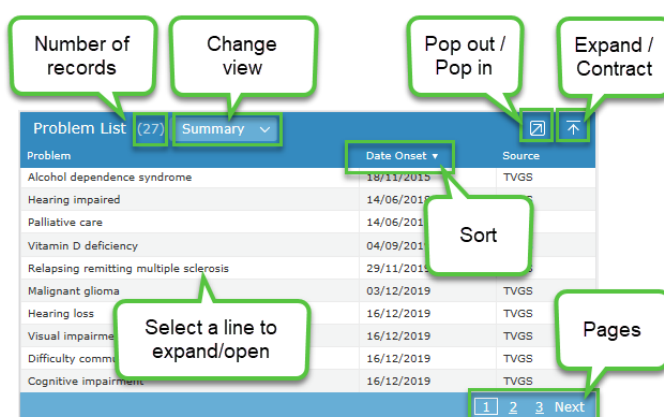 Number of
records
Change
view
Pop out /
Pop in
Expand /
Contract
Problem List (27) Summary
Problem Date Onset ▼ Source
Alcohol dependence syndrome 18/11/2015 TVGS
Hearing impaired 14/06/2018
Palliative care 14/06/
Vitamin D deficiency 04/09/201
Relapsing remitting multiple sclerosis 29/11/2019
Malignant glioma 03/12/2019 TVGS
Hearing loss 16/12/2019 TVGS
Visual impairme 16/12/2019 TVGS
Difficulty commu 16/12/2019 TVGS
Cognitive impairment 16/12/2019 TVGS
Sort
Select a line to
expand/open
Pages
1 2 3 Next